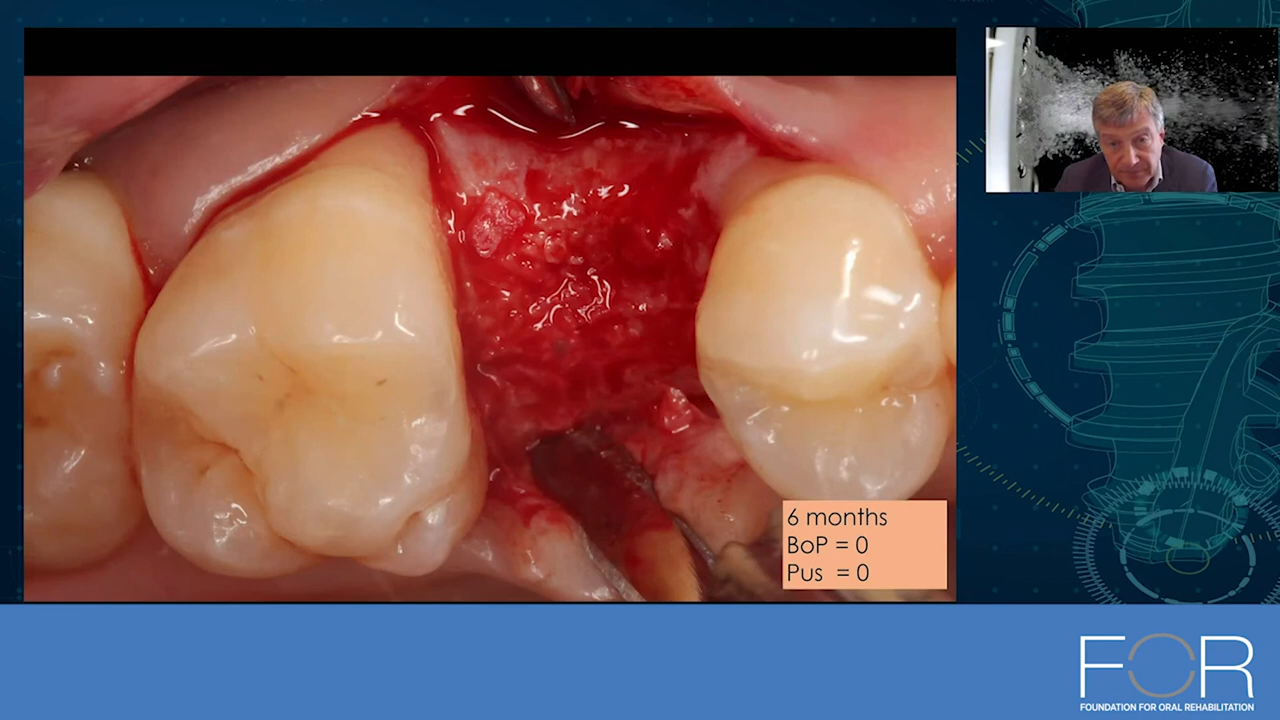 6 months
BoP = 0
Pus = 0
FOR
FOUNDATION FOR ORAL REHABILITATION